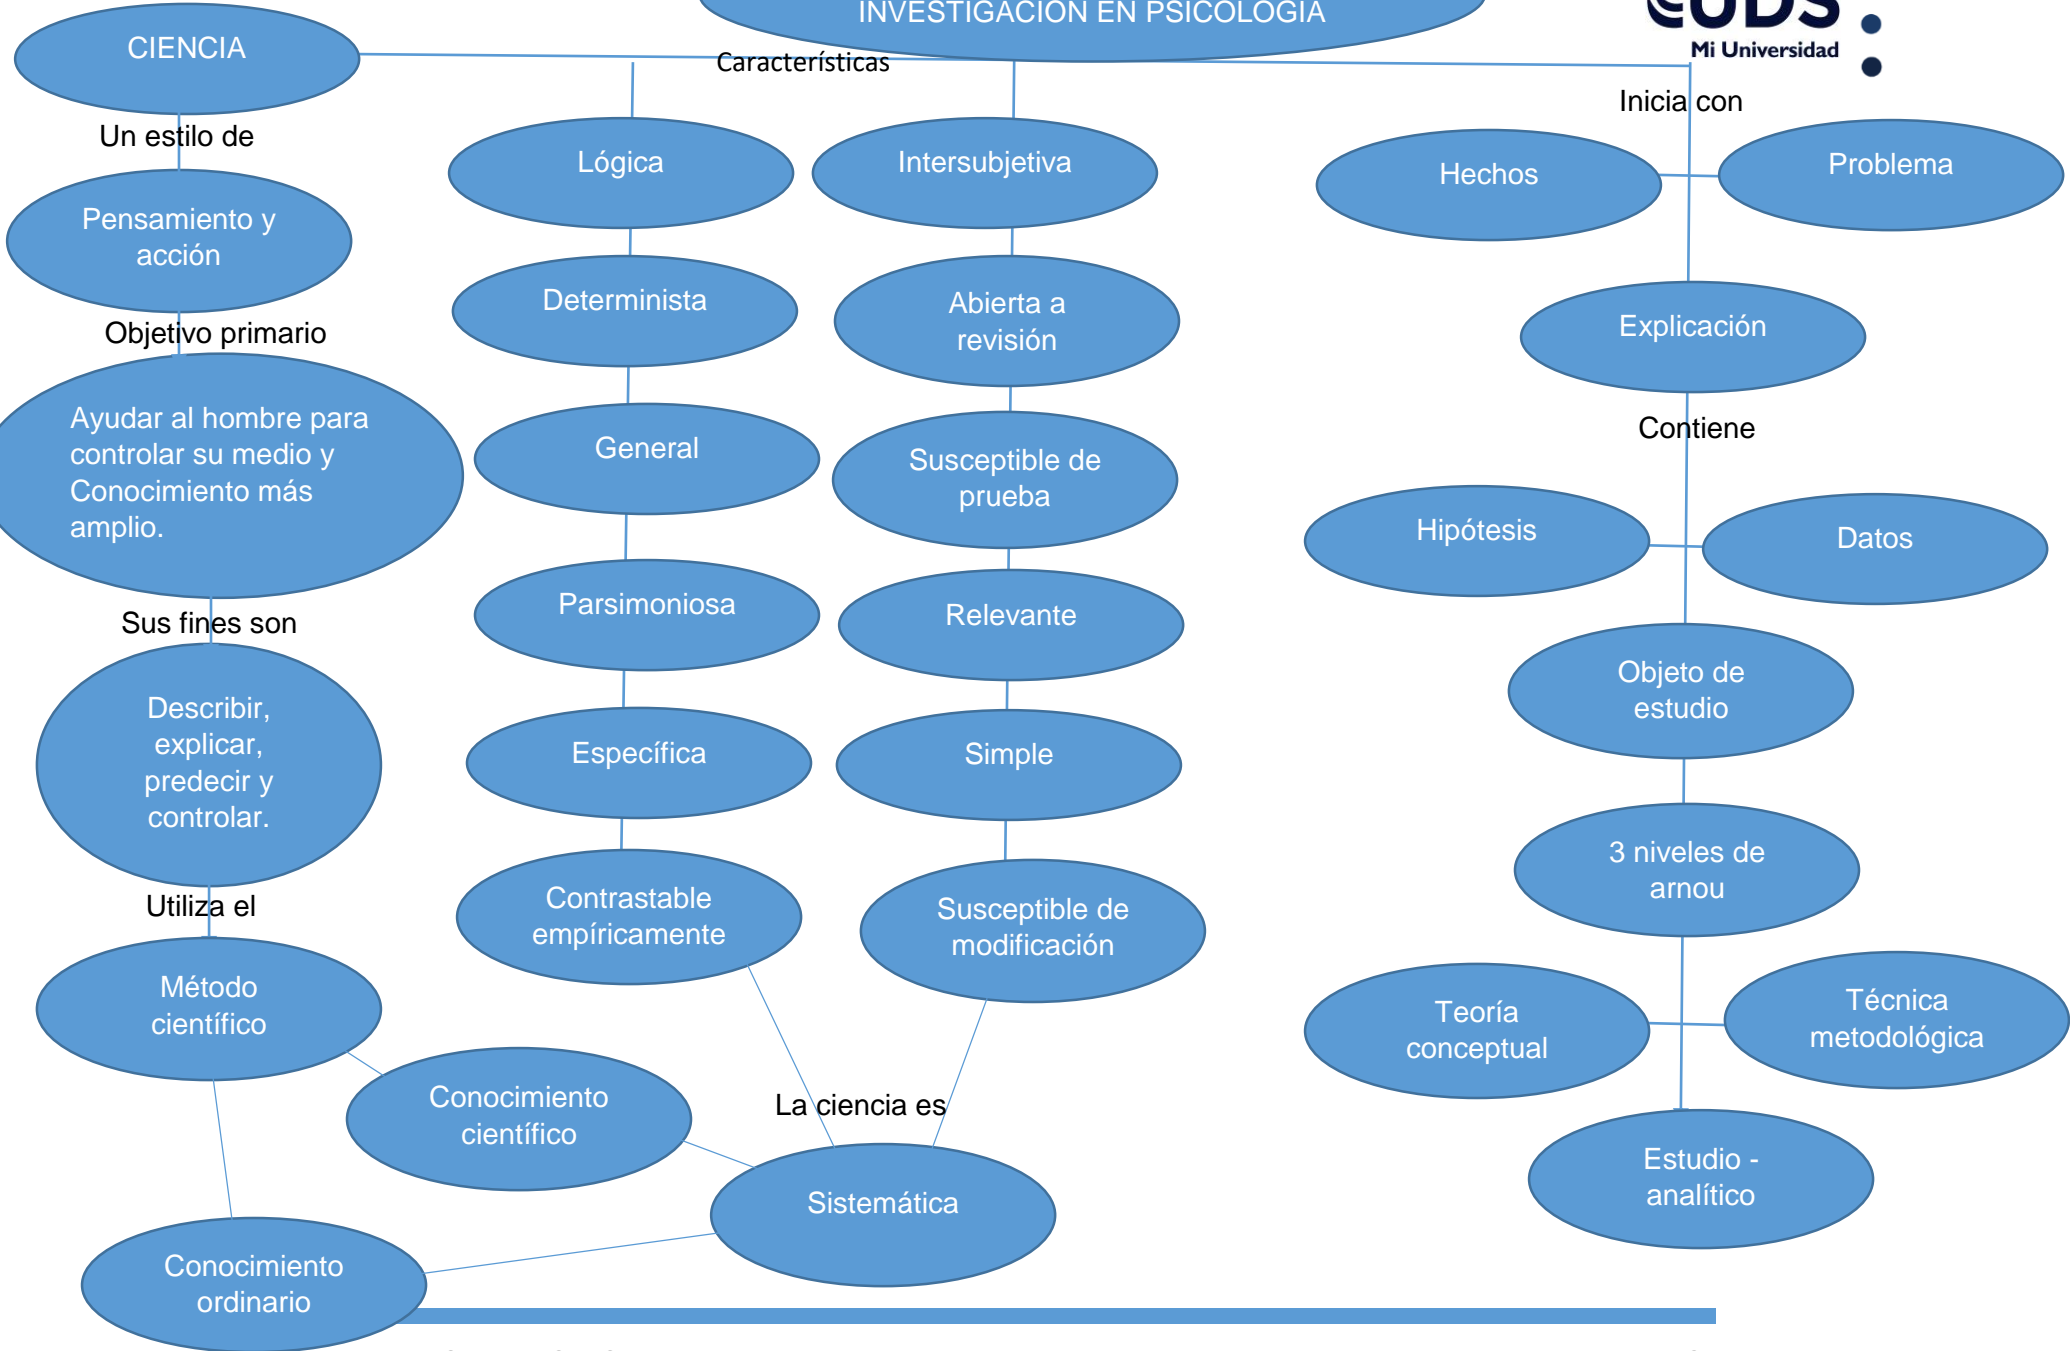 INVESTIGACIÓN EN PSICOLOGÍA
UDS
Mi Universidad
CIENCIA
Un estilo de
Pensamiento y
acción
Objetivo primario
Ayudar al hombre para
controlar su medio y
Conocimiento más
amplio.
Sus fines son
Describir,
explicar,
predecir y
controlar.
Utiliza el
Método
científico
Conocimiento
científico
Conocimiento
ordinario
Características
Lógica
Determinista
General
Parsimoniosa
Específica
Contrastable
empíricamente
Intersubjetiva
Abierta a
revisión
Susceptible de
prueba
Relevante
Simple
Susceptible de
modificación
La ciencia es
Sistemática
Inicia con
Hechos
Problema
Explicación
Contiene
Hipótesis
Datos
Objeto de
estudio
3 niveles de
arnou
Teoría
conceptual
Técnica
metodológica
Estudio -
analítico